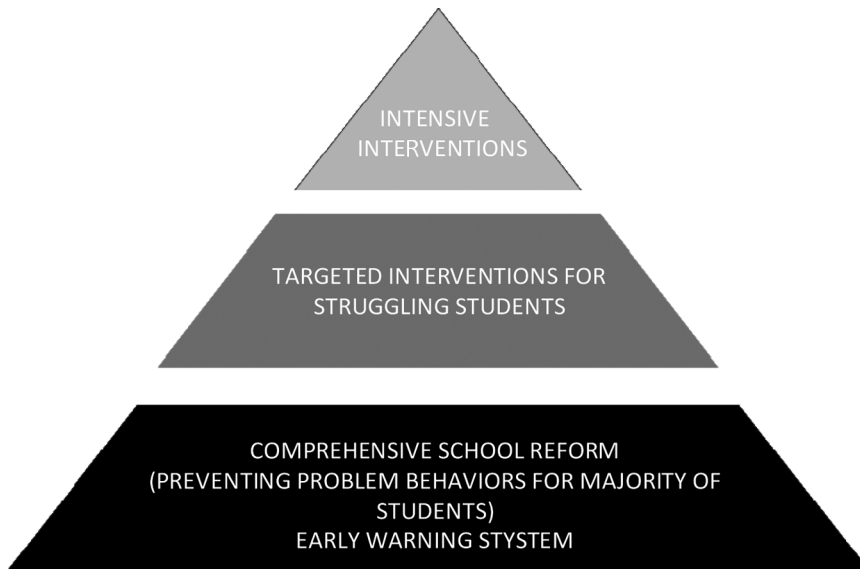 INTENSIVE
INTERVENTIONS
TARGETED INTERVENTIONS FOR
STRUGGLING STUDENTS
COMPREHENSIVE SCHOOL REFORM
(PREVENTING PROBLEM BEHAVIORS FOR MAJORITY OF
STUDENTS)
EARLY WARNING STYSTEM